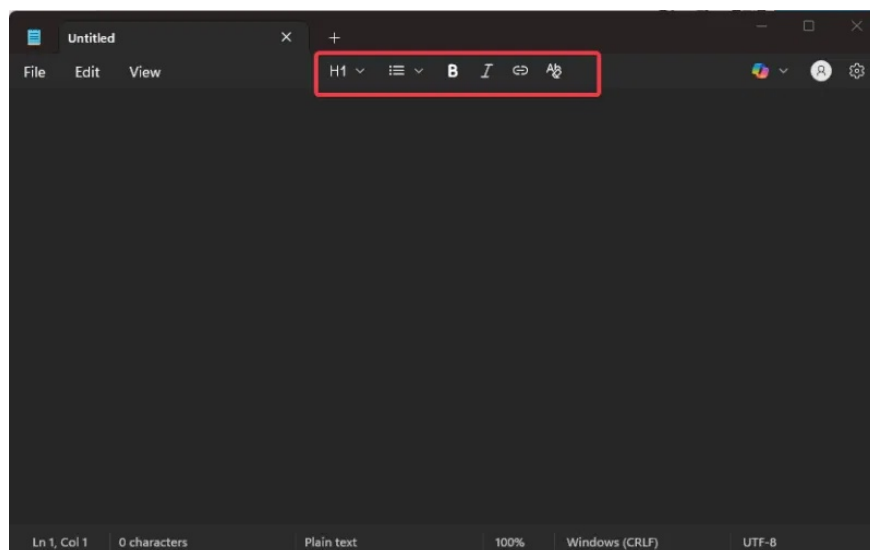 Untitled
File Edit View H1 B I
Ln 1, Col 1 0 characters Plain text 100% Windows (CRLF) UTF-8